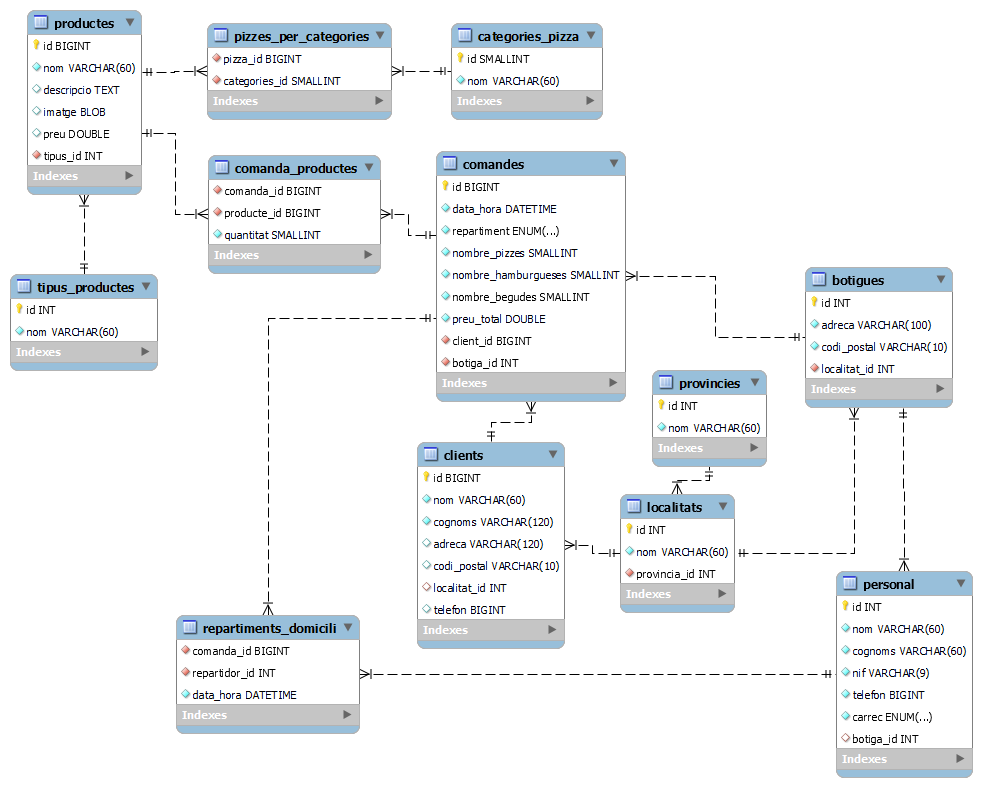 productes
id BIGINT
nom VARCHAR(60)
descripcio TEXT
imatge BLOB
preu DOUBLE
tipus_id INT
Indexes
pizzes_per_categories
pizza_id BIGINT
categories_id SMALLINT
Indexes
categories_pizza
id SMALLINT
nom VARCHAR(60)
Indexes
comanda_productes
comanda_id BIGINT
producte_id BIGINT
quantitat SMALLINT
Indexes
comandes
id BIGINT
data_hora DATETIME
repartiment ENUM(...)
nombre_pizzes SMALLINT
nombre_hamburgueses SMALLINT
nombre_begudes SMALLINT
preu_total DOUBLE
client_id BIGINT
botiga_id INT
Indexes
tipus_productes
id INT
nom VARCHAR(60)
Indexes
botigues
id INT
adreca VARCHAR(100)
codi_postal VARCHAR(10)
localitat_id INT
Indexes
provincies
id INT
nom VARCHAR(60)
Indexes
clients
id BIGINT
nom VARCHAR(60)
cognoms VARCHAR(120)
adreca VARCHAR(120)
codi_postal VARCHAR(10)
localitat_id INT
telefon BIGINT
Indexes
localitats
id INT
nom VARCHAR(60)
provincia_id INT
Indexes
repartiments_domicili
comanda_id BIGINT
repartidor_id INT
data_hora DATETIME
Indexes
personal
id INT
nom VARCHAR(60)
cognoms VARCHAR(60)
nif VARCHAR(9)
telefon BIGINT
carrec ENUM(...)
botiga_id INT
Indexes